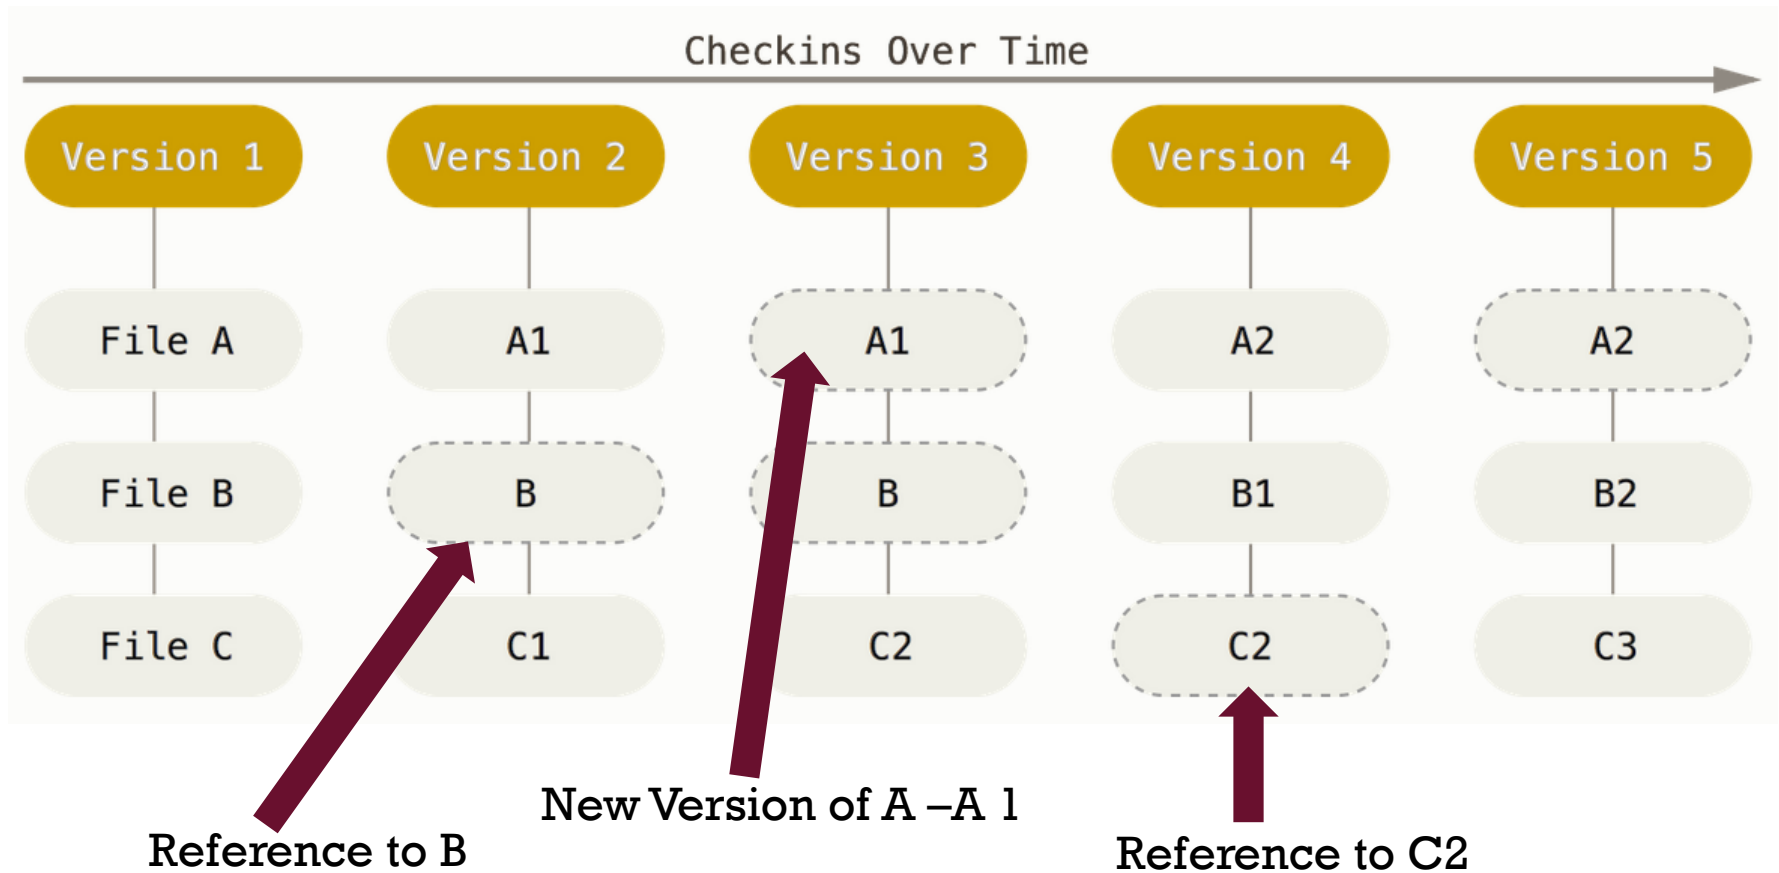 Checkins Over Time
Version 1 Version 2 Version 3 Version 4 Version 5
File A A1 A1 A2 A2
File B B B B1 B2
File C C1 C2 C2 C3
New Version of A –A 1
Reference to B
Reference to C2